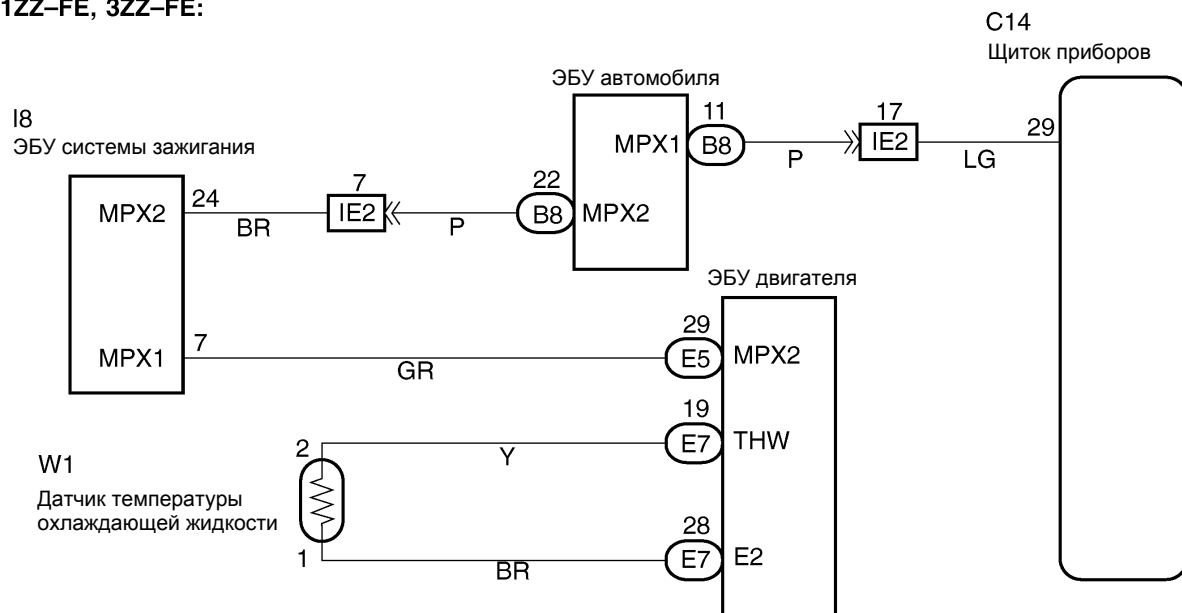 1ZZ–FE, 3ZZ–FE:
C14
Щиток приборов
ЭБУ автомобиля
I8
ЭБУ системы зажигания
11
17
29
MPX1
B8
IE2
P
LG
24
7
22
MPX2
IE2
B8
MPX2
BR
P
ЭБУ двигателя
7
29
MPX1
E5
MPX2
GR
19
2
E7
THW
Y
W1
Датчик температуры
охлаждающей жидкости
28
1
E7
E2
BR